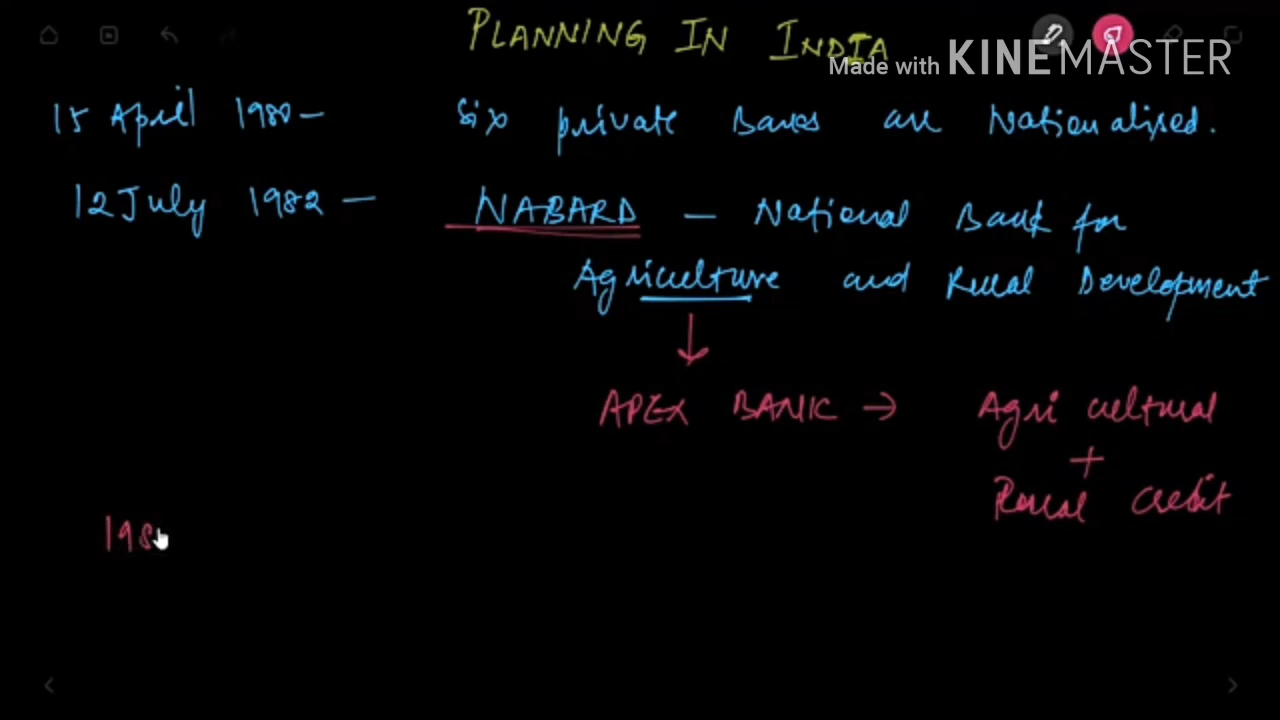 PLANNING IN INDIA
Made with KINEMASTER
15 April 1980 - Six private Banks are Nationalised.
12 July 1982 - NABARD - National Bank for
Agriculture and Rural Development
APEX BANK → Agricultural
+
Rural credit
198